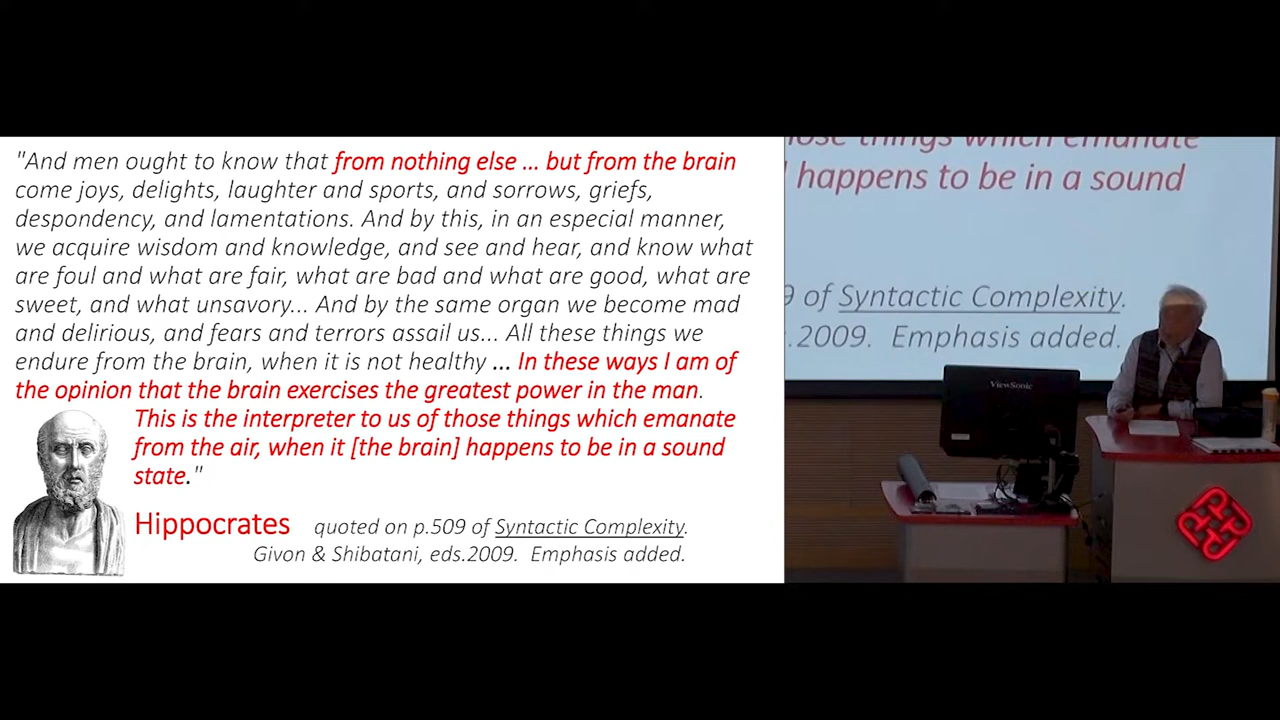 "And men ought to know that from nothing else ... but from the brain
come joys, delights, laughter and sports, and sorrows, griefs,
despondency, and lamentations. And by this, in an especial manner,
we acquire wisdom and knowledge, and see and hear, and know what
are foul and what are fair, what are bad and what are good, what are
sweet, and what unsavory... And by the same organ we become mad
and delirious, and fears and terrors assail us... All these things we
endure from the brain, when it is not healthy ... In these ways I am of
the opinion that the brain exercises the greatest power in the man.
This is the interpreter to us of those things which emanate
from the air, when it [the brain] happens to be in a sound
state."
Hippocrates quoted on p.509 of Syntactic Complexity.
Givon & Shibatani, eds.2009. Emphasis added.
those things which emanate
happens to be in a sound
9 of Syntactic Complexity.
.2009. Emphasis added.
ViewSonic